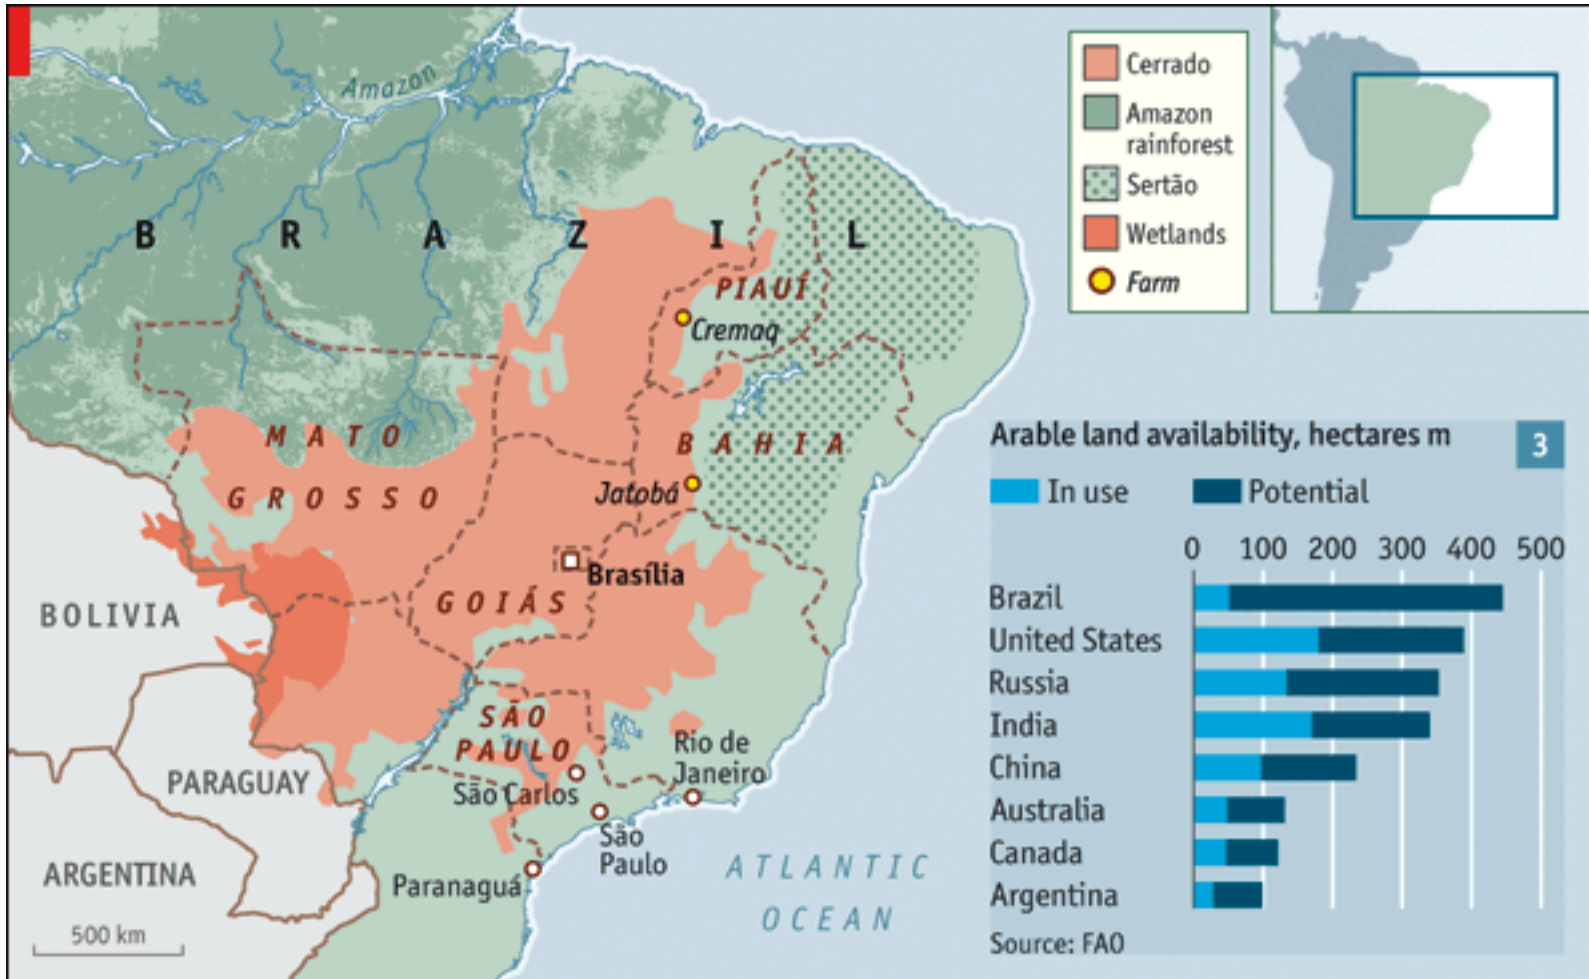 Amazon
BRAZIL
PIAUÍ
Cremaq
MATO
GROSSO
BAHIA
Jatobá
Brasília
GOIÁS
BOLIVIA
SÃO
PAULO
Rio de
Janeiro
PARAGUAY
São Carlos
São
Paulo
ARGENTINA
Paranaguá
ATLANTIC
OCEAN
500 km
Cerrado
Amazon
rainforest
Sertão
Wetlands
Farm
Arable land availability, hectares m
3
In use
Potential
0 100 200 300 400 500
Brazil
United States
Russia
India
China
Australia
Canada
Argentina
Source: FAO